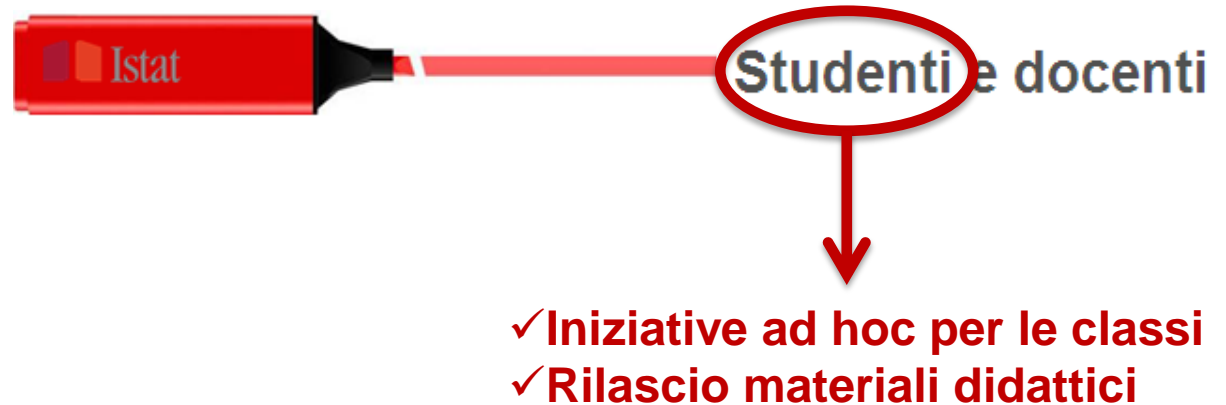 Istat
Studenti e docenti
✓Iniziative ad hoc per le classi
✓Rilascio materiali didattici